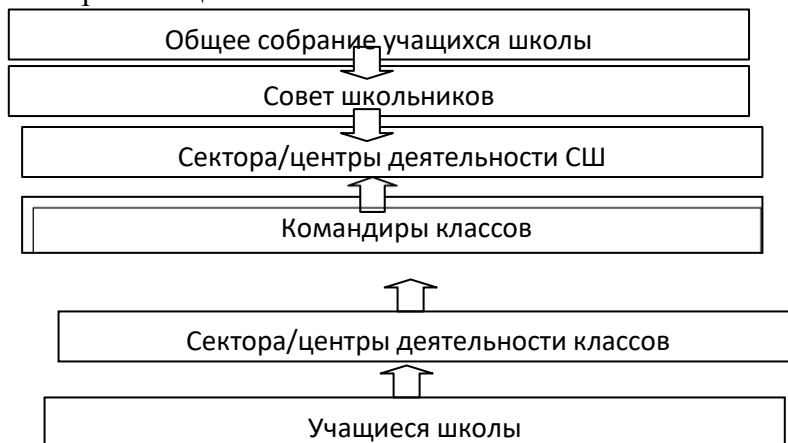 Общее собрание учащихся школы
Совет школьников
Сектора/центры деятельности СШ
Командиры классов
Сектора/центры деятельности классов
Учащиеся школы